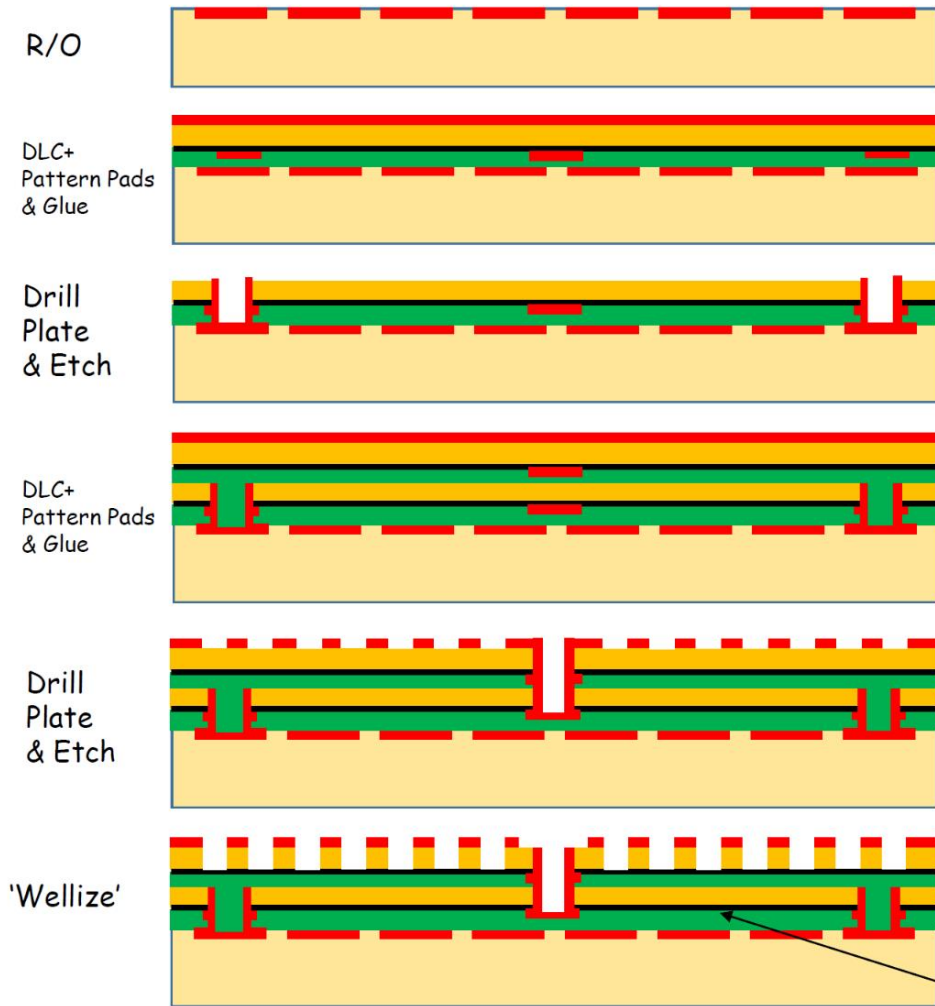 R/O
DLC+
Pattern Pads
& Glue
Drill
Plate
& Etch
DLC+
Pattern Pads
& Glue
Drill
Plate
& Etch
'Wellize'